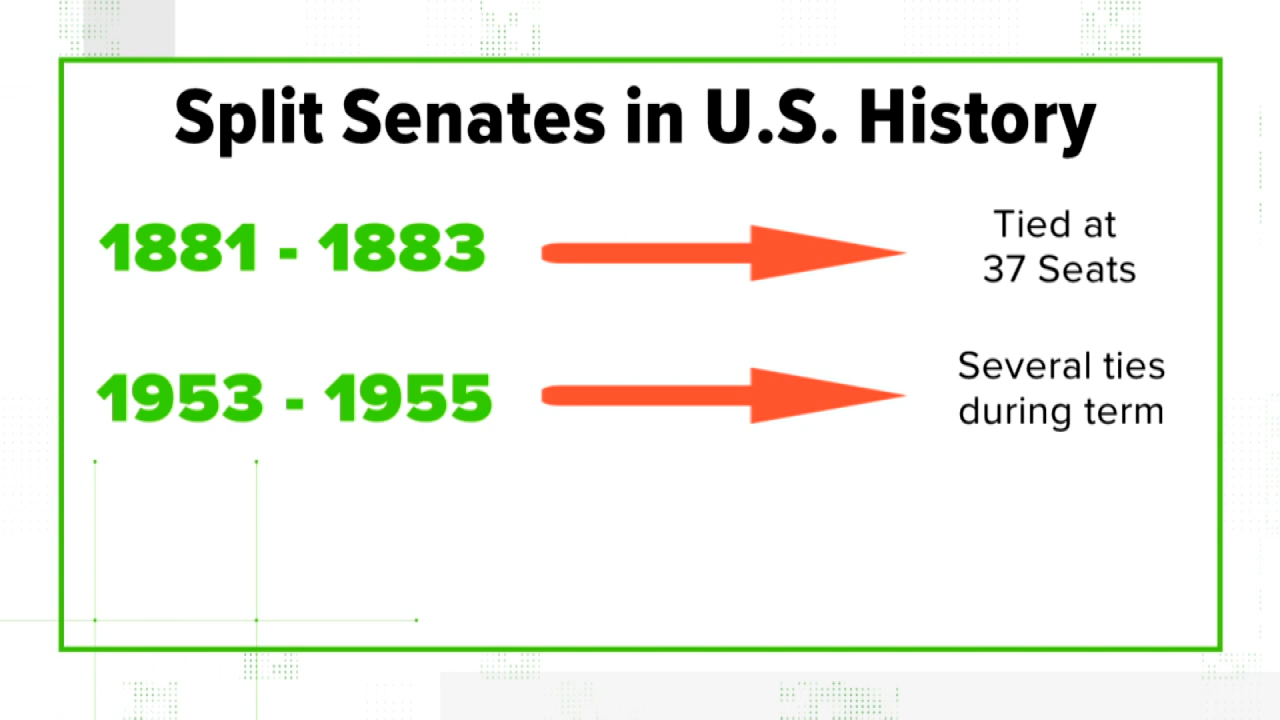 Split Senates in U.S. History
1881 - 1883
Tied at
37 Seats
1953 - 1955
Several ties
during term